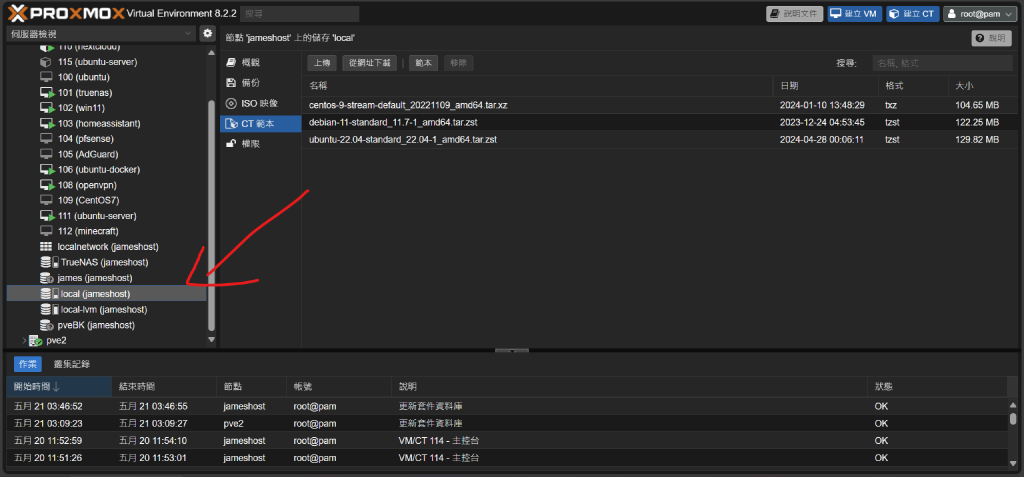 PROXMOX Virtual Environment 8.2.2 搜尋 說明文件 建立 VM 建立 CT root@pam
伺服器檢視
節點 'jameshost' 上的儲存 'local' 說明
110 (nextcloud)
115 (ubuntu-server)
100 (ubuntu)
101 (truenas)
102 (win11)
103 (homeassistant)
104 (pfsense)
105 (AdGuard)
106 (ubuntu-docker)
108 (openvpn)
109 (CentOS7)
111 (ubuntu-server)
112 (minecraft)
localnetwork (jameshost)
TrueNAS (jameshost)
james (jameshost)
local (jameshost)
local-lvm (jameshost)
pveBK (jameshost)
pve2
概觀
備份
ISO 映像
CT 範本
權限
上傳 從網址下載 範本 移除 搜尋: 名稱, 格式
名稱 日期 格式 大小
centos-9-stream-default_20221109_amd64.tar.xz 2024-01-10 13:48:29 txz 104.65 MB
debian-11-standard_11.7-1_amd64.tar.zst 2023-12-24 04:53:45 tzst 122.25 MB
ubuntu-22.04-standard_22.04-1_amd64.tar.zst 2024-04-28 00:06:11 tzst 129.82 MB
作業 叢集記錄
開始時間 結束時間 節點 帳號 說明 狀態
五月 21 03:46:52 五月 21 03:46:55 jameshost root@pam 更新套件資料庫 OK
五月 21 03:09:23 五月 21 03:09:27 pve2 root@pam 更新套件資料庫 OK
五月 20 11:52:59 五月 20 11:54:10 jameshost root@pam VM/CT 114 - 主控台 OK
五月 20 11:51:26 五月 20 11:53:01 jameshost root@pam VM/CT 114 - 主控台 OK